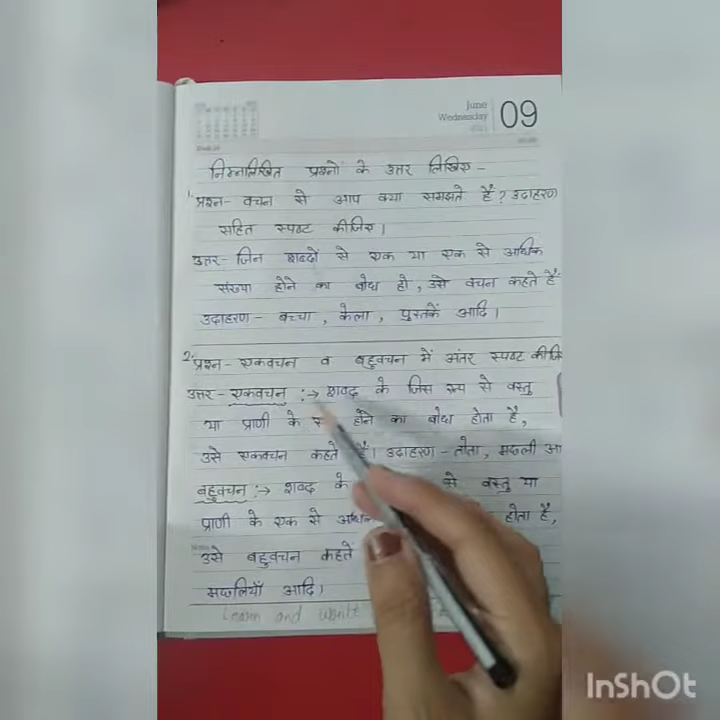 June
Wednesday
09
निम्नलिखित प्रश्नों के उत्तर लिखिए -
1. प्रश्न - वचन से आप क्या समझते हैं? उदाहरण
सहित स्पष्ट कीजिए।
उत्तर - जिन शब्दों से एक या एक से अधिक
संख्या होने का बोध हो, उसे वचन कहते हैं
उदाहरण - बच्चा, केला, पुस्तकें आदि।
2. प्रश्न - एकवचन व बहुवचन में अंतर स्पष्ट कीजि
उत्तर - एकवचन :→ शब्द के जिस रूप से वस्तु
या प्राणी के होने का बोध होता है,
उसे एकवचन कहते हैं। उदाहरण - तोता, मछली आ
बहुवचन :→ शब्द के से वस्तु या
प्राणी के एक से अधिक होता है,
उसे बहुवचन कहतें
मछलियाँ आदि।
Learn and write
InShOt